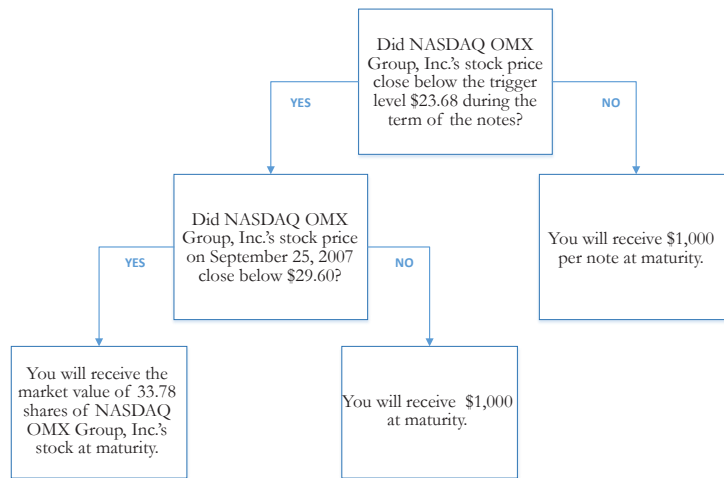 Did NASDAQ OMX
Group, Inc.'s stock price
close below the trigger
level $23.68 during the
term of the notes?
YES
NO
Did NASDAQ OMX
Group, Inc.'s stock price
on September 25, 2007
close below $29.60?
You will receive $1,000
per note at maturity.
YES
NO
You will receive the
market value of 33.78
shares of NASDAQ
OMX Group, Inc.'s
stock at maturity.
You will receive $1,000
at maturity.